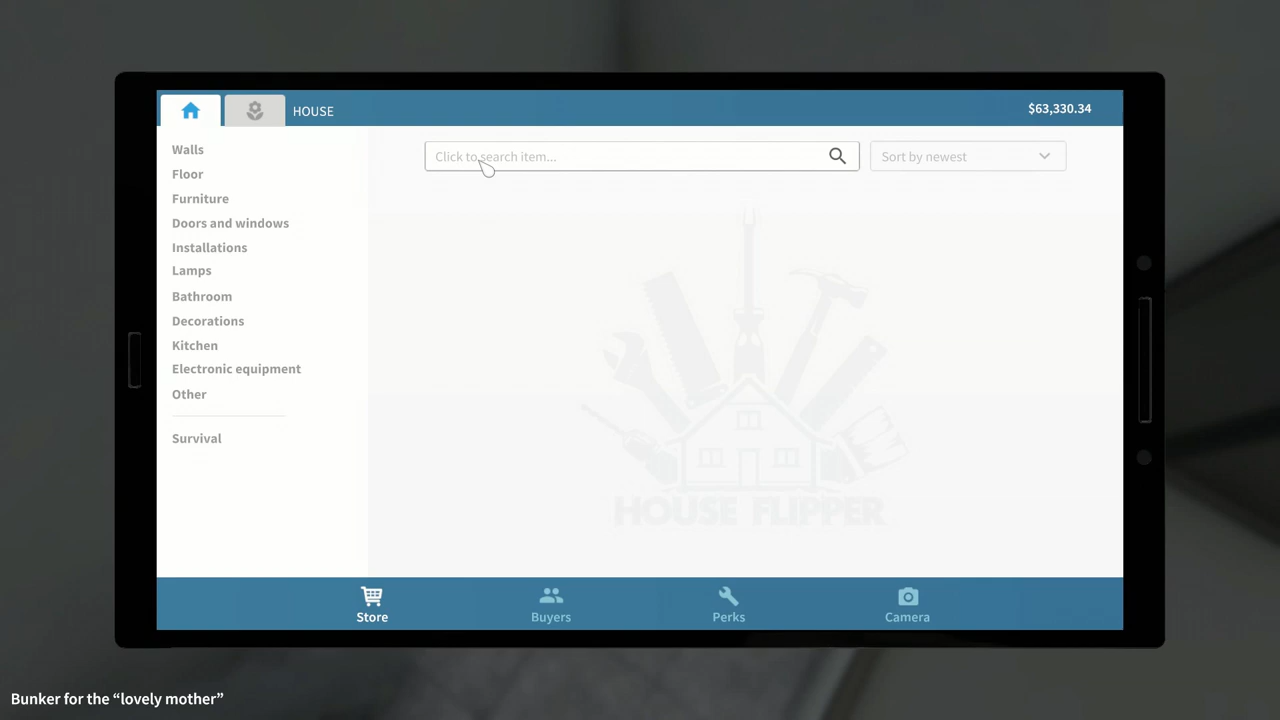 HOUSE
$63,330.34
Walls
Floor
Furniture
Doors and windows
Installations
Lamps
Bathroom
Decorations
Kitchen
Electronic equipment
Other
Survival
Click to search item...
Sort by newest
HOUSE FLIPPER
Store
Buyers
Perks
Camera
Bunker for the “lovely mother”